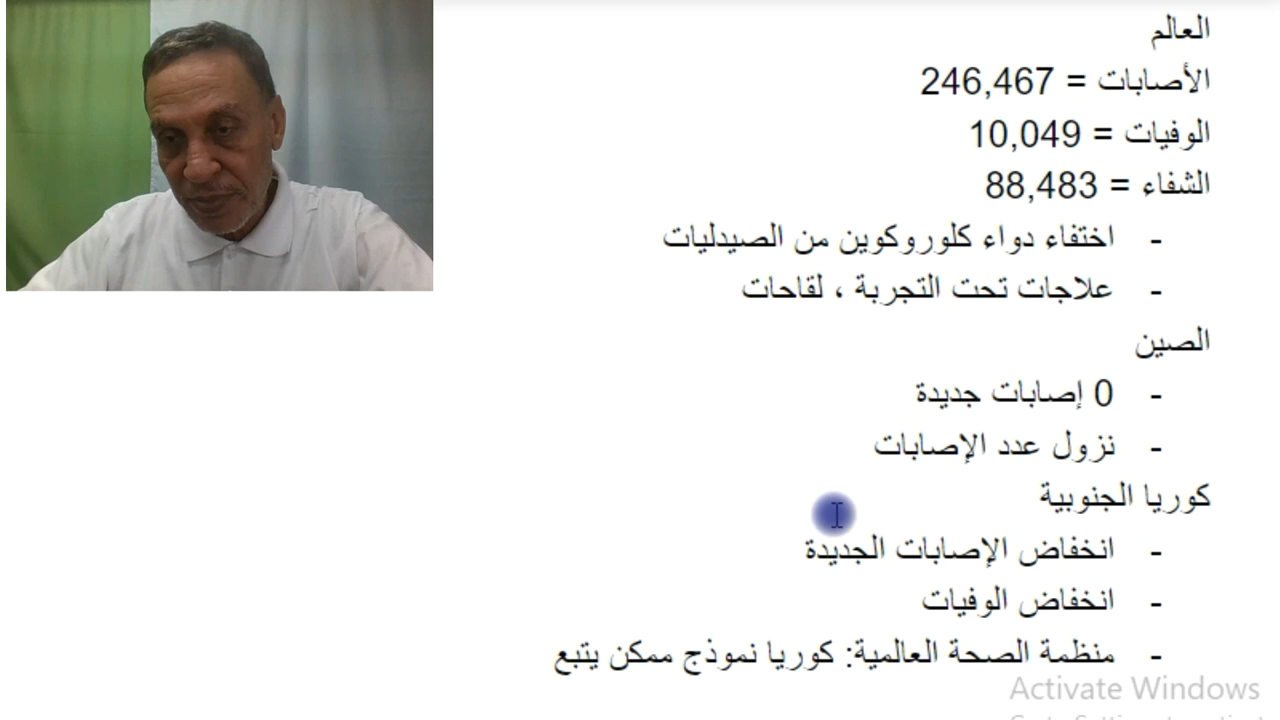 العالم
الأصابات = 246,467
الوفيات = 10,049
الشفاء = 88,483
- اختفاء دواء كلوروكوين من الصيدليات
- علاجات تحت التجربة ، لقاحات
الصين
- 0 إصابات جديدة
- نزول عدد الإصابات
كوريا الجنوبية
- انخفاض الإصابات الجديدة
- انخفاض الوفيات
- منظمة الصحة العالمية: كوريا نموذج ممكن يتبع
Activate Windows